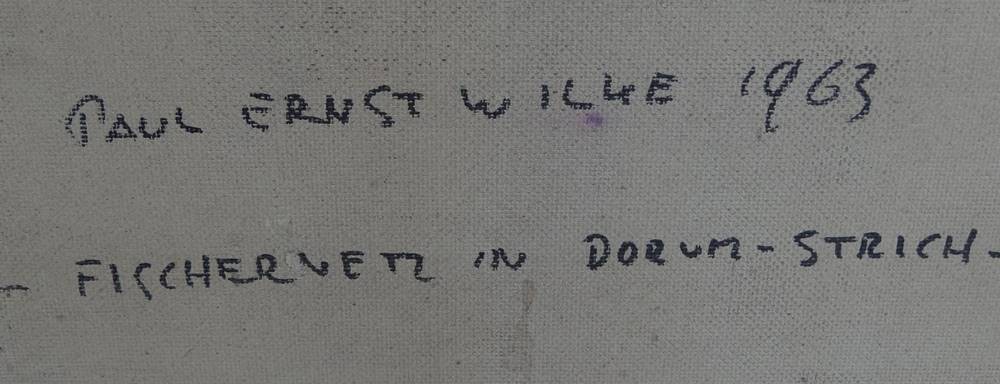 PAUL ERNST WILKE 1963
- FISCHERNETZ IN DORUM-STRICH-